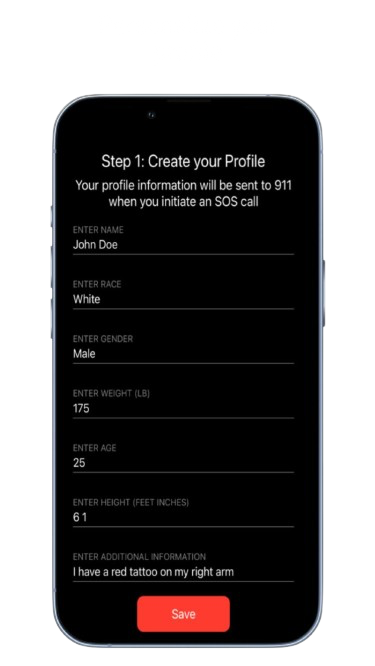 Step 1: Create your Profile
Your profile information will be sent to 911
when you initiate an SOS call
ENTER NAME
John Doe
ENTER RACE
White
ENTER GENDER
Male
ENTER WEIGHT (LB)
175
ENTER AGE
25
ENTER HEIGHT (FEET INCHES)
6 1
ENTER ADDITIONAL INFORMATION
I have a red tattoo on my right arm
Save